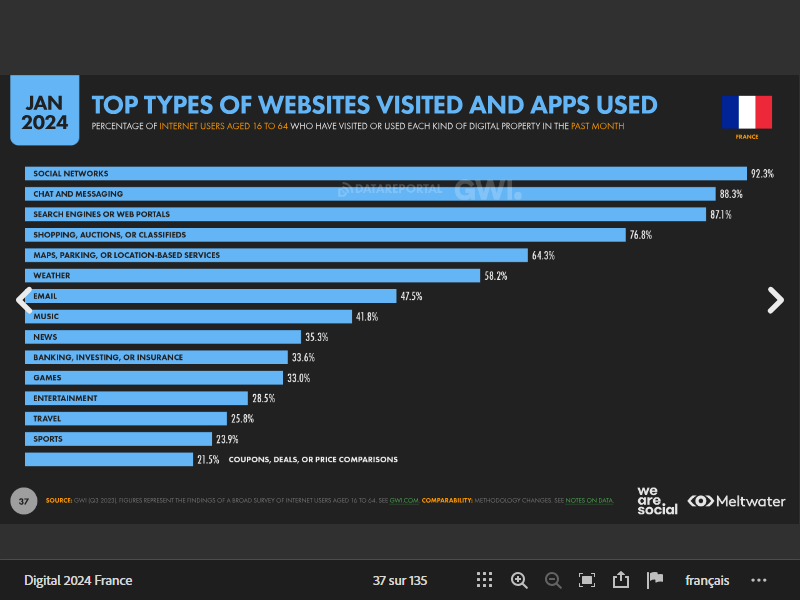 JAN
2024
TOP TYPES OF WEBSITES VISITED AND APPS USED
PERCENTAGE OF INTERNET USERS AGED 16 TO 64 WHO HAVE VISITED OR USED EACH KIND OF DIGITAL PROPERTY IN THE PAST MONTH
FRANCE
SOCIAL NETWORKS 92.3%
DATAREPORTAL GWI.
CHAT AND MESSAGING 88.3%
SEARCH ENGINES OR WEB PORTALS 87.1%
SHOPPING, AUCTIONS, OR CLASSIFIEDS 76.8%
MAPS, PARKING, OR LOCATION-BASED SERVICES 64.3%
WEATHER 58.2%
EMAIL 47.5%
MUSIC 41.8%
NEWS 35.3%
BANKING, INVESTING, OR INSURANCE 33.6%
GAMES 33.0%
ENTERTAINMENT 28.5%
TRAVEL 25.8%
SPORTS 23.9%
21.5% COUPONS, DEALS, OR PRICE COMPARISONS
37
SOURCE: GWI (Q3 2023). FIGURES REPRESENT THE FINDINGS OF A BROAD SURVEY OF INTERNET USERS AGED 16 TO 64. SEE GWI.COM. COMPARABILITY: METHODOLOGY CHANGES. SEE NOTES ON DATA.
we
are.
social
Meltwater
Digital 2024 France
37 sur 135
français